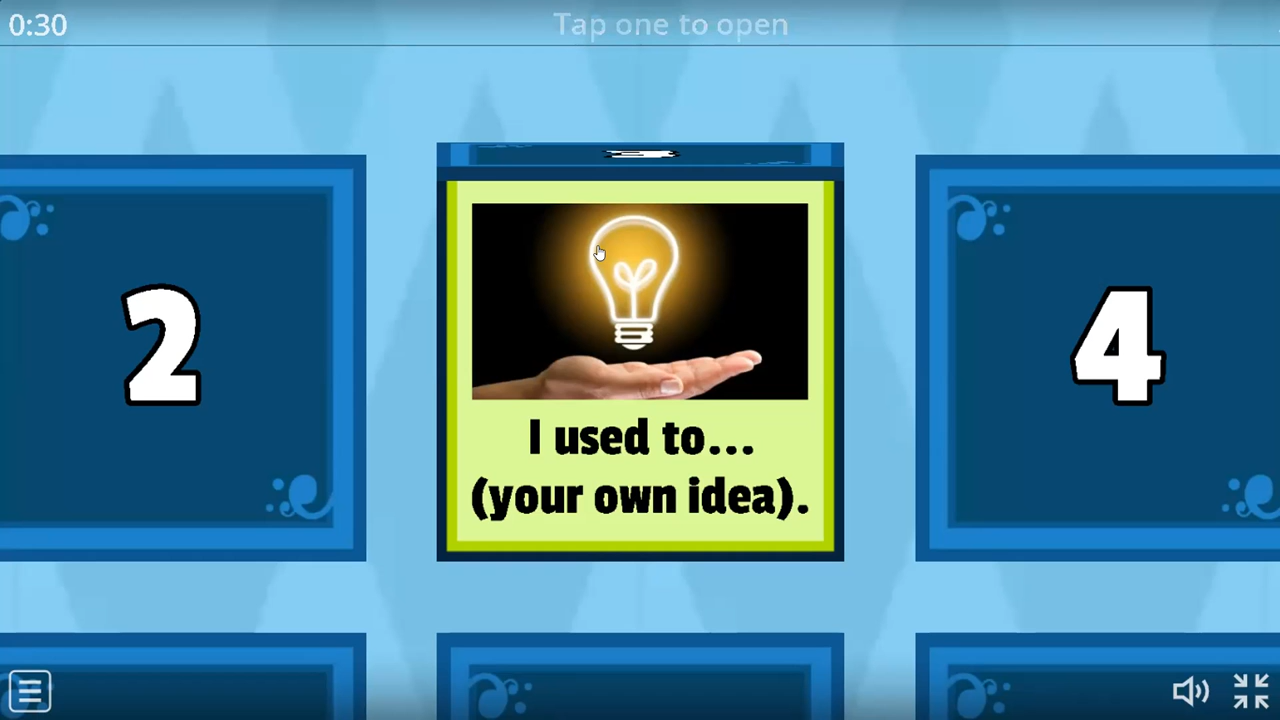 0:30
Tap one to open
2
I used to...
(your own idea).
4